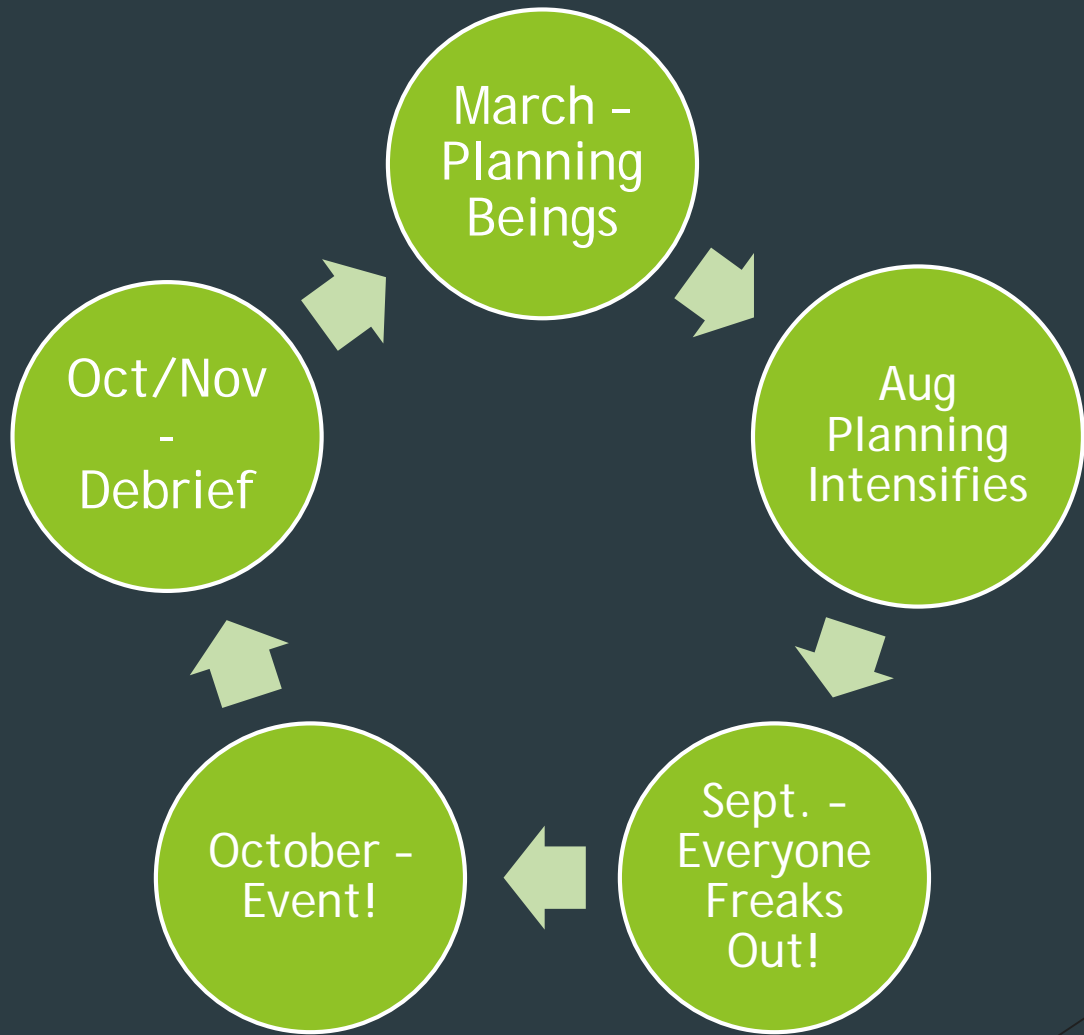 March –
Planning
Beings
Aug
Planning
Intensifies
Sept. –
Everyone
Freaks
Out!
October –
Event!
Oct/Nov
–
Debrief